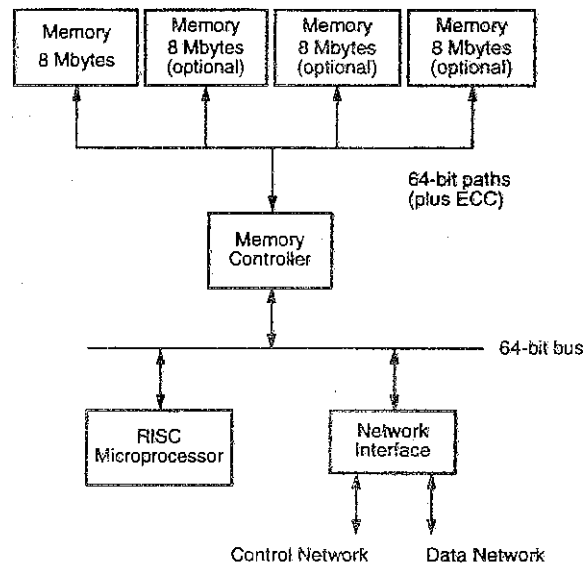 Memory
8 Mbytes
Memory
8 Mbytes
(optional)
Memory
8 Mbytes
(optional)
Memory
8 Mbytes
(optional)
64-bit paths
(plus ECC)
Memory
Controller
64-bit bus
RISC
Microprocessor
Network
Interface
Control Network
Data Network